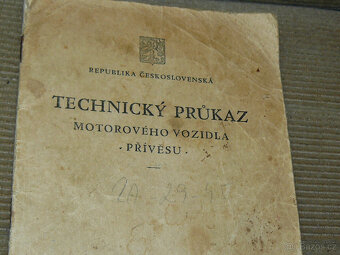 REPUBLIKA ČESKOSLOVENSKÁ
TECHNICKÝ PRŮKAZ
MOTOROVÉHO VOZIDLA
· PŘÍVĚSU ·